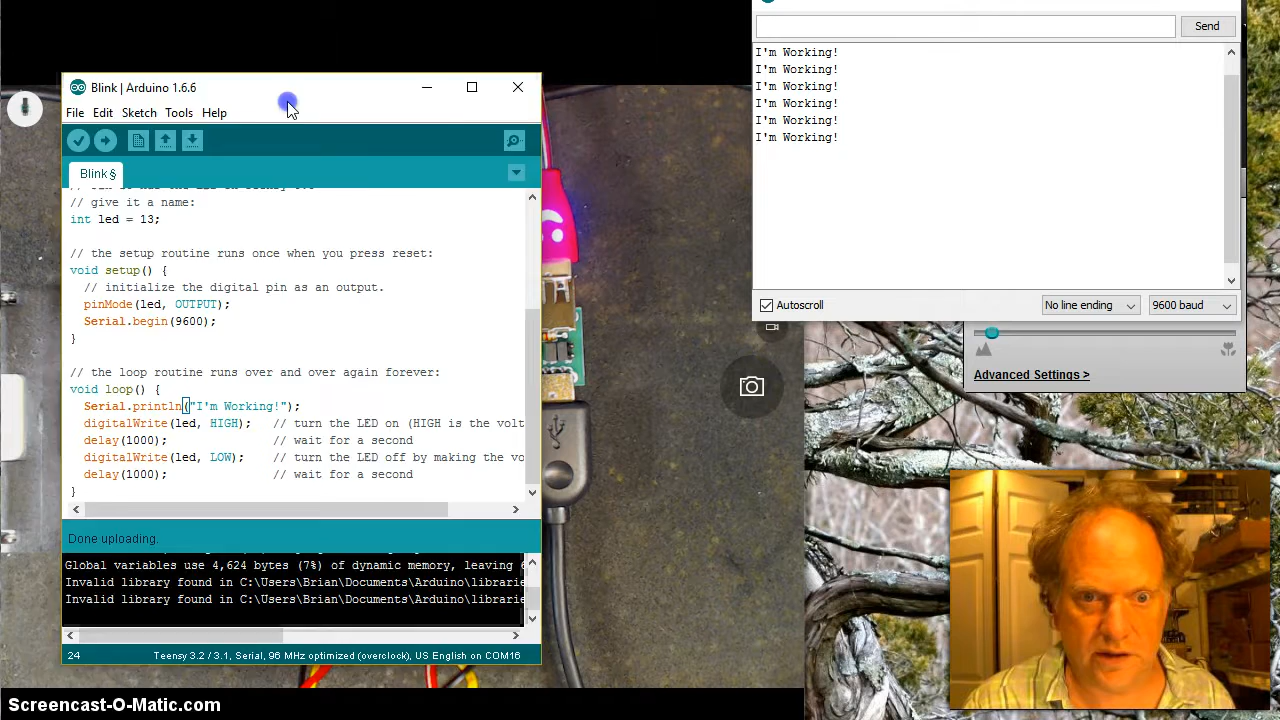 Blink | Arduino 1.6.6
File Edit Sketch Tools Help
Blink §
// give it a name:
int led = 13;
// the setup routine runs once when you press reset:
void setup() {
// initialize the digital pin as an output.
pinMode(led, OUTPUT);
Serial.begin(9600);
}
// the loop routine runs over and over again forever:
void loop() {
Serial.println("I'm Working!");
digitalWrite(led, HIGH); // turn the LED on (HIGH is the volt
delay(1000); // wait for a second
digitalWrite(led, LOW); // turn the LED off by making the vo
delay(1000); // wait for a second
}
Done uploading.
Global Variables use 4,624 bytes (7%) of dynamic memory, leaving
Invalid library found in C:\Users\Brian\Documents\Arduino\librarie
Invalid library found in C:\Users\Brian\Documents\Arduino\librarie
24 Teensy 3.2 / 3.1, Serial, 96 MHz optimized (overclock), US English on COM16
Send
I'm Working!
I'm Working!
I'm Working!
I'm Working!
I'm Working!
I'm Working!
Autoscroll No line ending 9600 baud
Advanced Settings >
Screencast-O-Matic.com